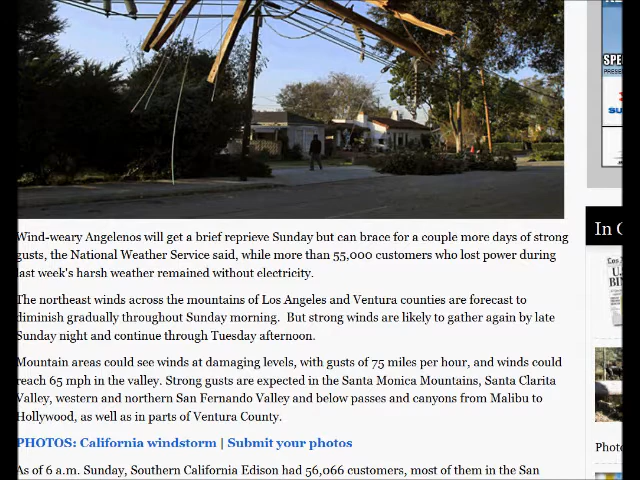 SPE
PRESE
SU
Wind-weary Angelenos will get a brief reprieve Sunday but can brace for a couple more days of strong
gusts, the National Weather Service said, while more than 55,000 customers who lost power during
last week's harsh weather remained without electricity.
The northeast winds across the mountains of Los Angeles and Ventura counties are forecast to
diminish gradually throughout Sunday morning. But strong winds are likely to gather again by late
Sunday night and continue through Tuesday afternoon.
Mountain areas could see winds at damaging levels, with gusts of 75 miles per hour, and winds could
reach 65 mph in the valley. Strong gusts are expected in the Santa Monica Mountains, Santa Clarita
Valley, western and northern San Fernando Valley and below passes and canyons from Malibu to
Hollywood, as well as in parts of Ventura County.
PHOTOS: California windstorm | Submit your photos
As of 6 a.m. Sunday, Southern California Edison had 56,066 customers, most of them in the San
In C
Los
U.S
BIN
Photo